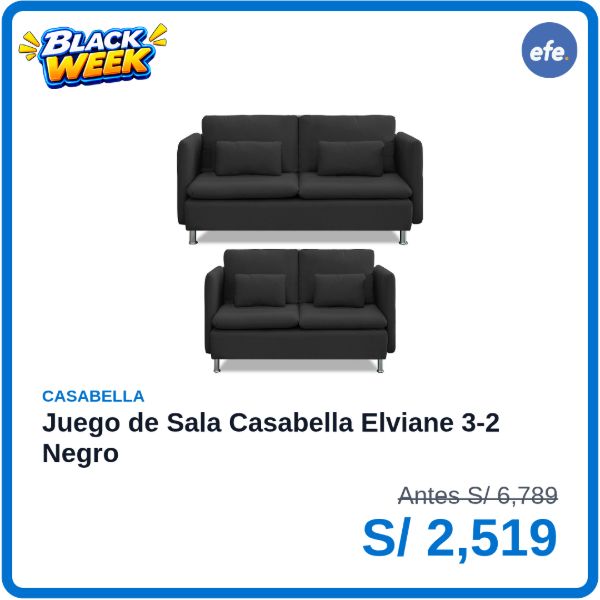 BLACK
WEEK
efe.
CASABELLA
Juego de Sala Casabella Elviane 3-2
Negro
Antes S/ 6,789
S/ 2,519